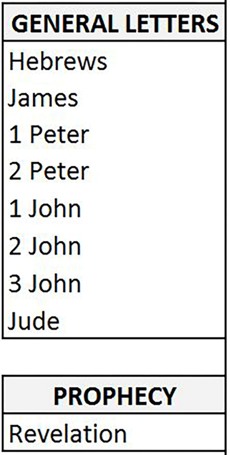 GENERAL LETTERS
Hebrews
James
1 Peter
2 Peter
1 John
2 John
3 John
Jude
PROPHECY
Revelation